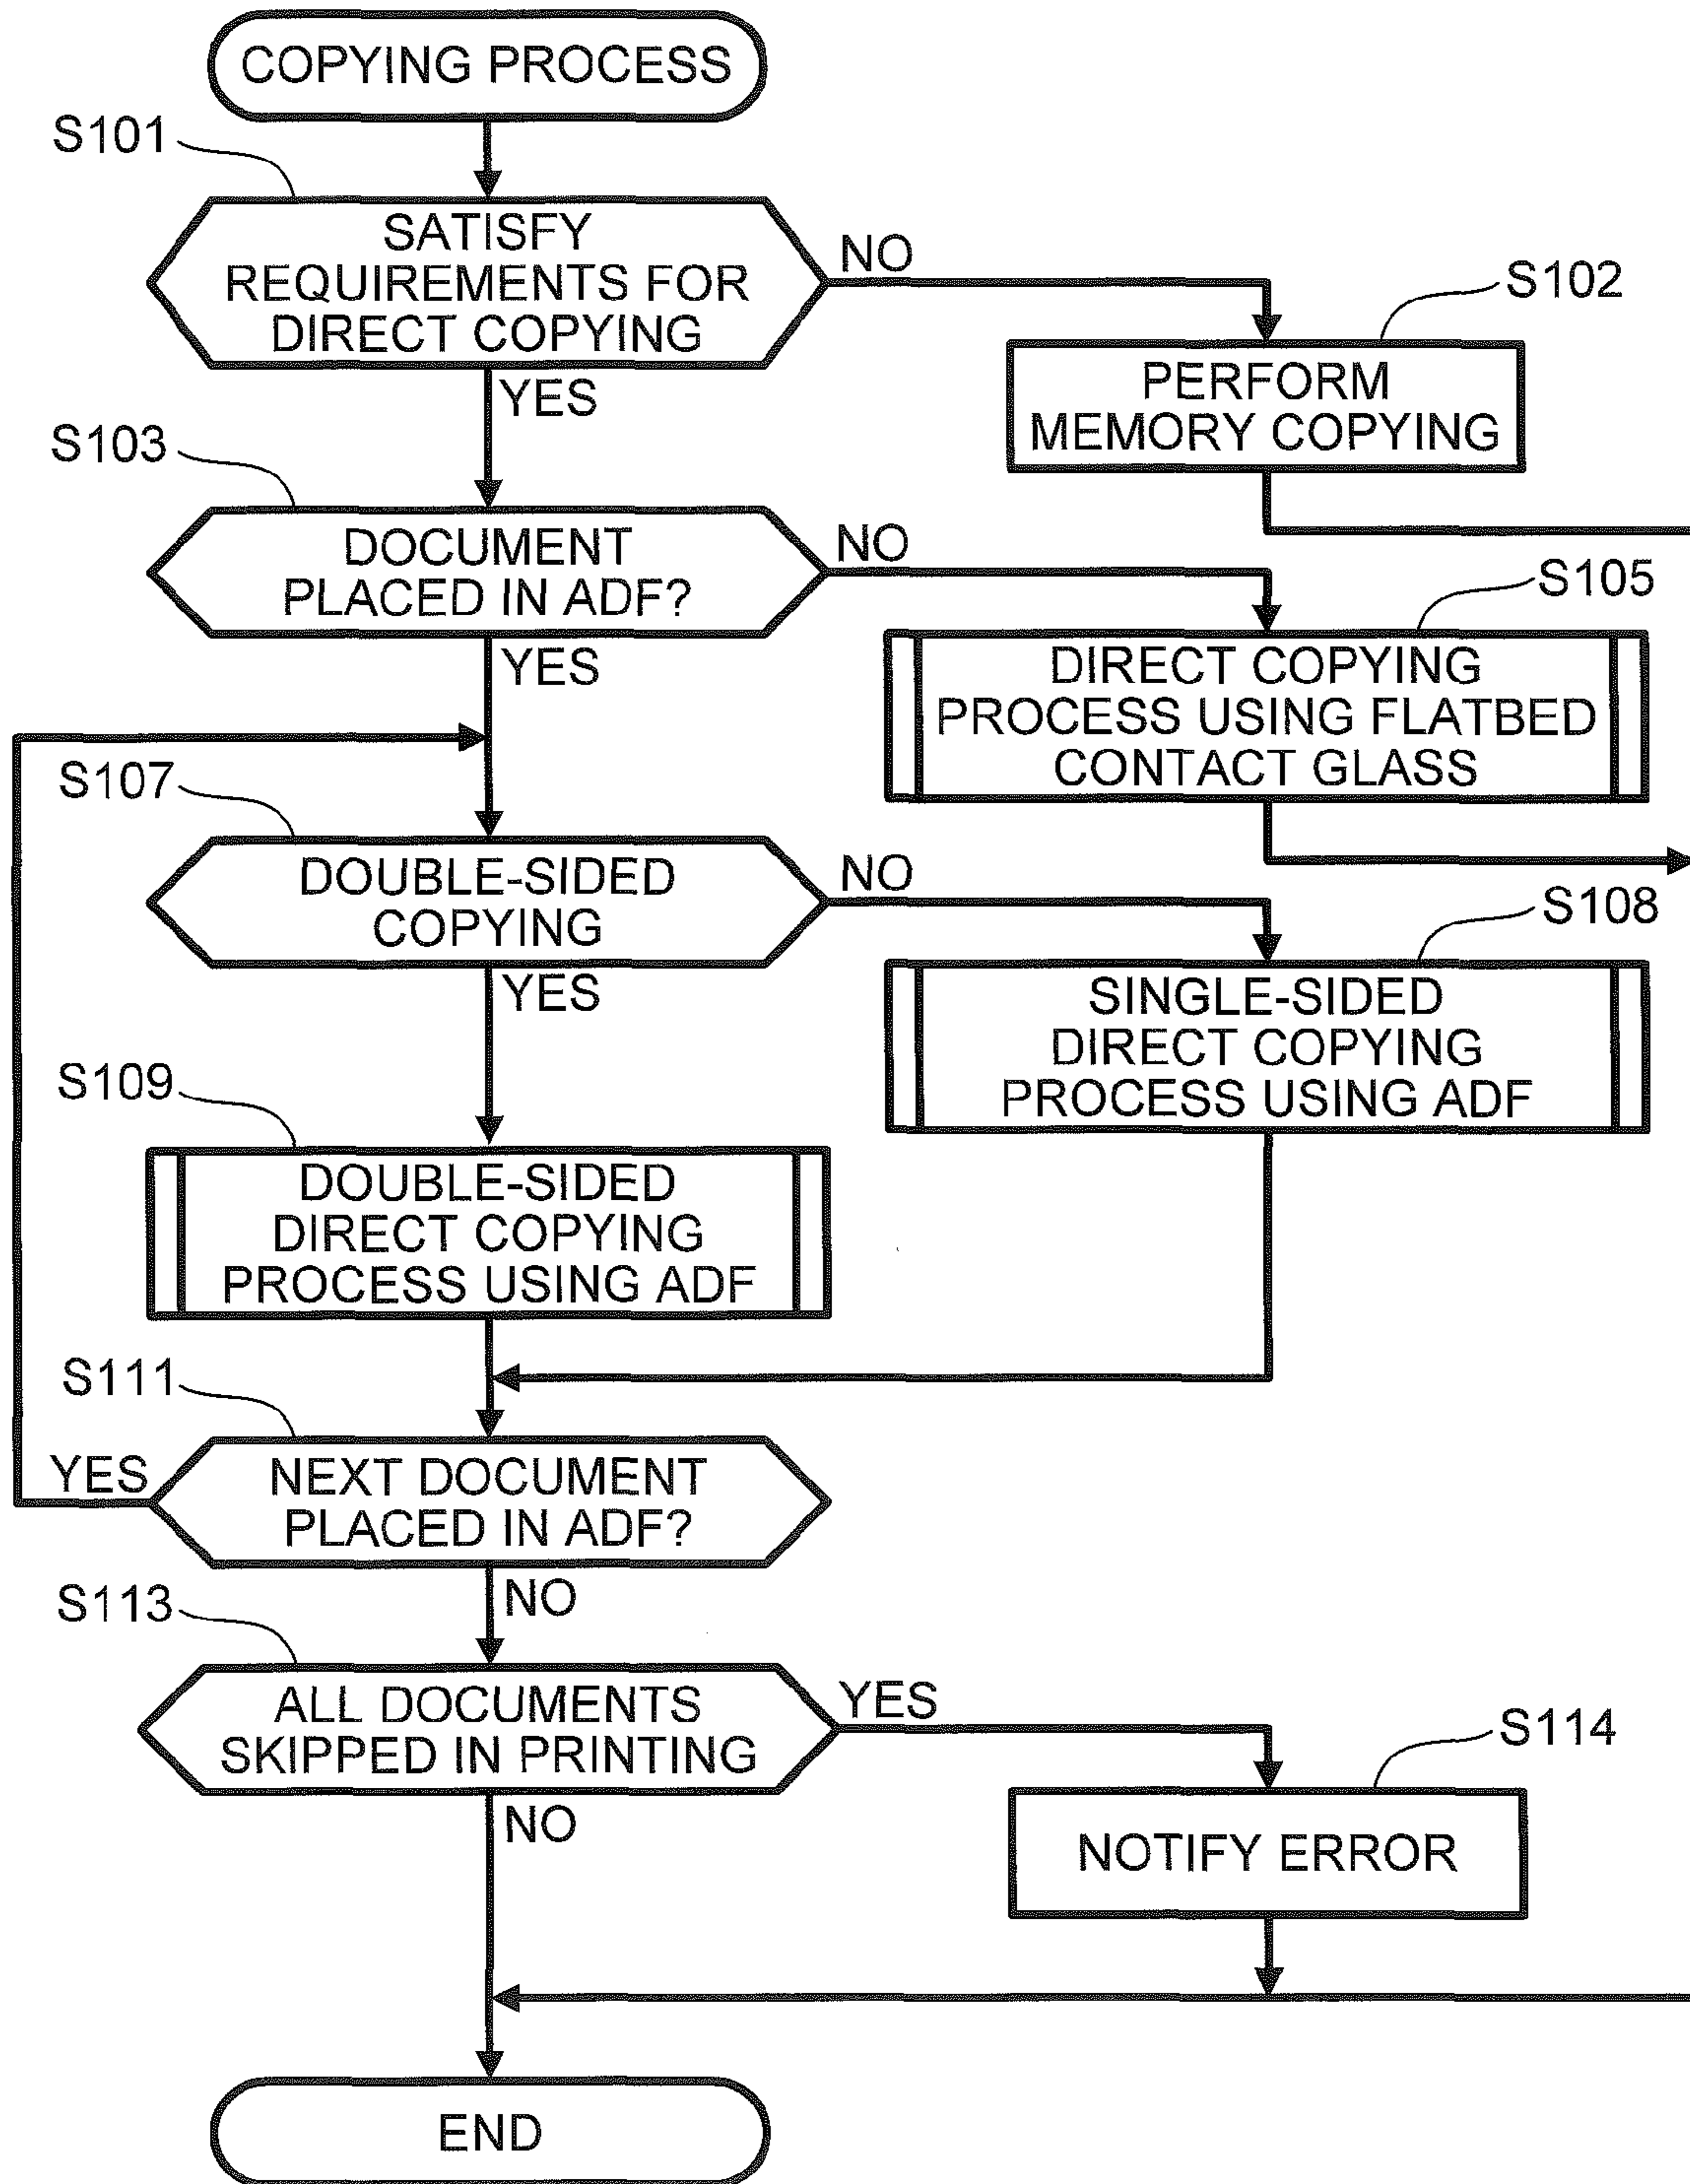 COPYING PROCESS
S101
SATISFY
REQUIREMENTS FOR
DIRECT COPYING
NO
YES
S102
PERFORM
MEMORY COPYING
S103
DOCUMENT
PLACED IN ADF?
NO
YES
S105
DIRECT COPYING
PROCESS USING FLATBED
CONTACT GLASS
S107
DOUBLE-SIDED
COPYING
NO
YES
S108
SINGLE-SIDED
DIRECT COPYING
PROCESS USING ADF
S109
DOUBLE-SIDED
DIRECT COPYING
PROCESS USING ADF
S111
YES
NEXT DOCUMENT
PLACED IN ADF?
NO
S113
ALL DOCUMENTS
SKIPPED IN PRINTING
YES
NO
S114
NOTIFY ERROR
END